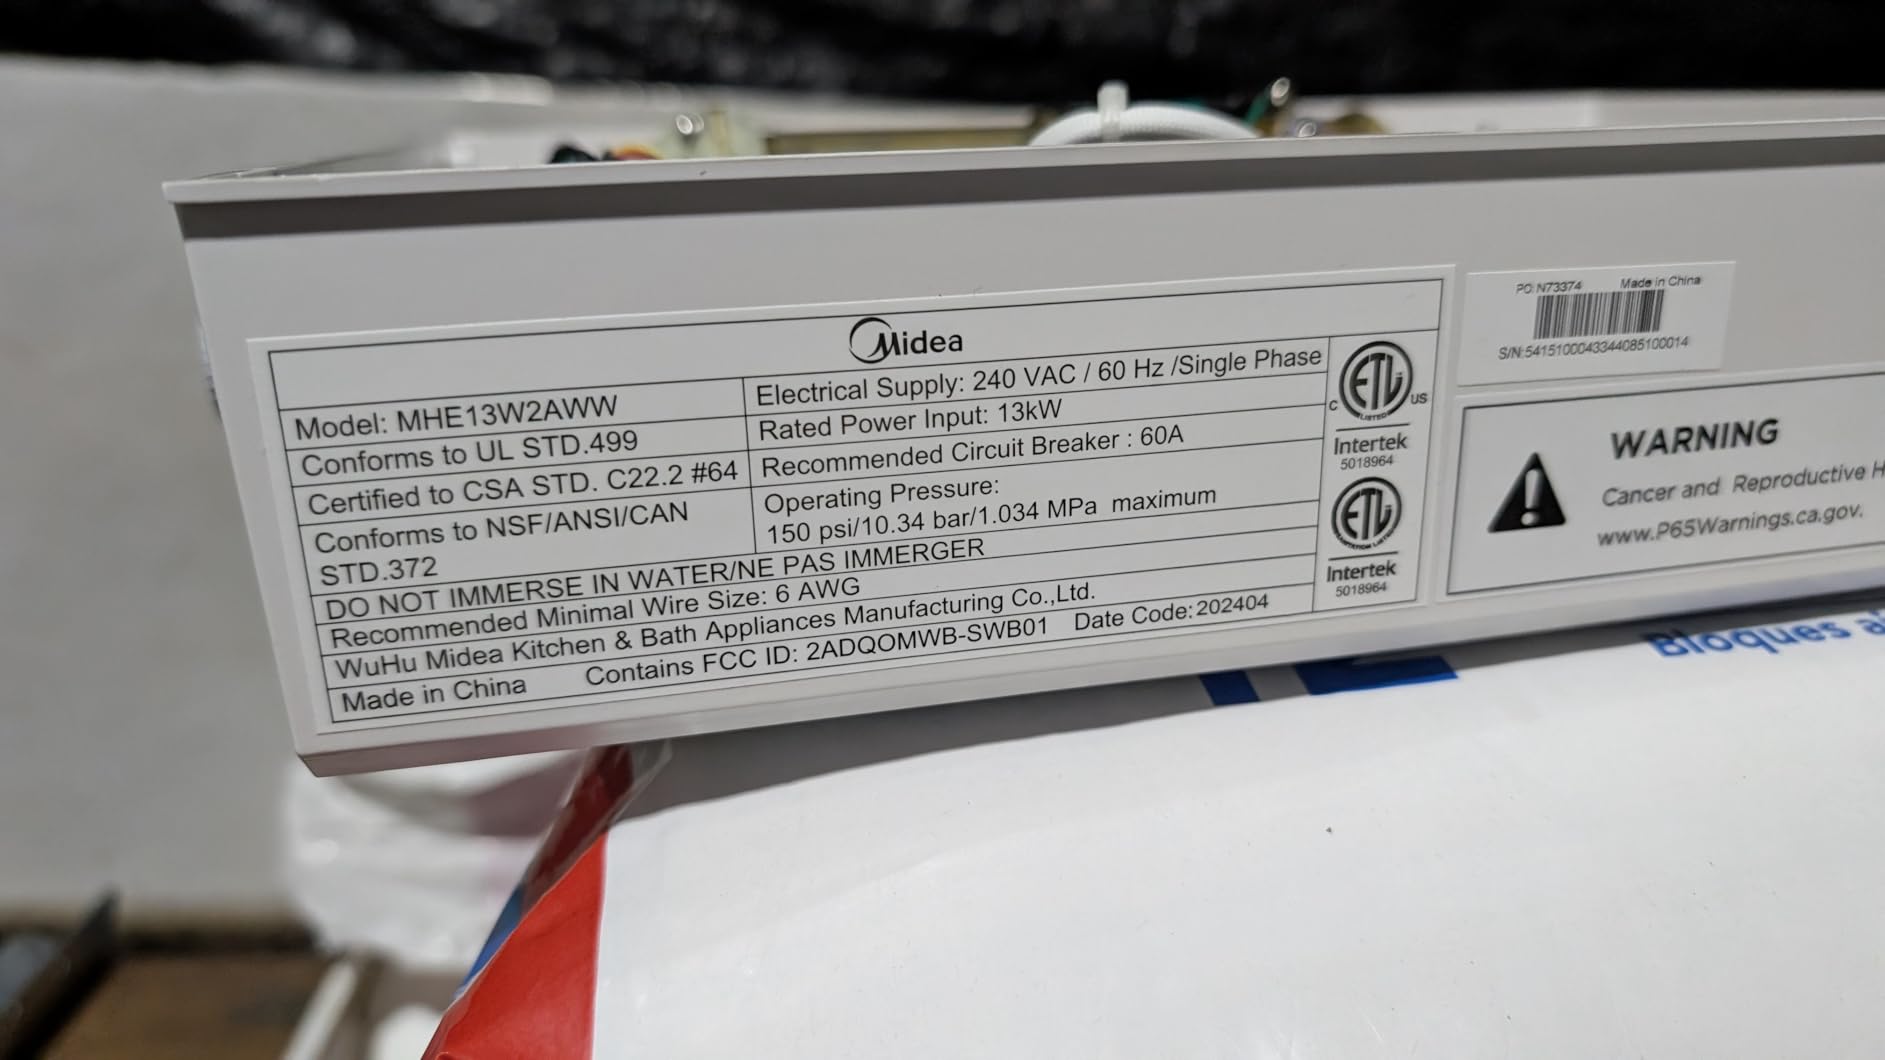 Midea
Model: MHE13W2AWW
Conforms to UL STD.499
Certified to CSA STD. C22.2 #64
Conforms to NSF/ANSI/CAN
STD.372
Electrical Supply: 240 VAC / 60 Hz /Single Phase
Rated Power Input: 13kW
Recommended Circuit Breaker : 60A
Operating Pressure:
150 psi/10.34 bar/1.034 MPa maximum
DO NOT IMMERSE IN WATER/NE PAS IMMERGER
Recommended Minimal Wire Size: 6 AWG
WuHu Midea Kitchen & Bath Appliances Manufacturing Co.,Ltd.
Made in China Contains FCC ID: 2ADQOMWB-SWB01 Date Code:202404
ETL
LISTED
C US
Intertek
5018964
ETL
Intertek
5018964
PO: N73374 Made in China
S/N:5415100043344085100014
WARNING
Cancer and Reproductive H
www.P65Warnings.ca.gov.
Bloques